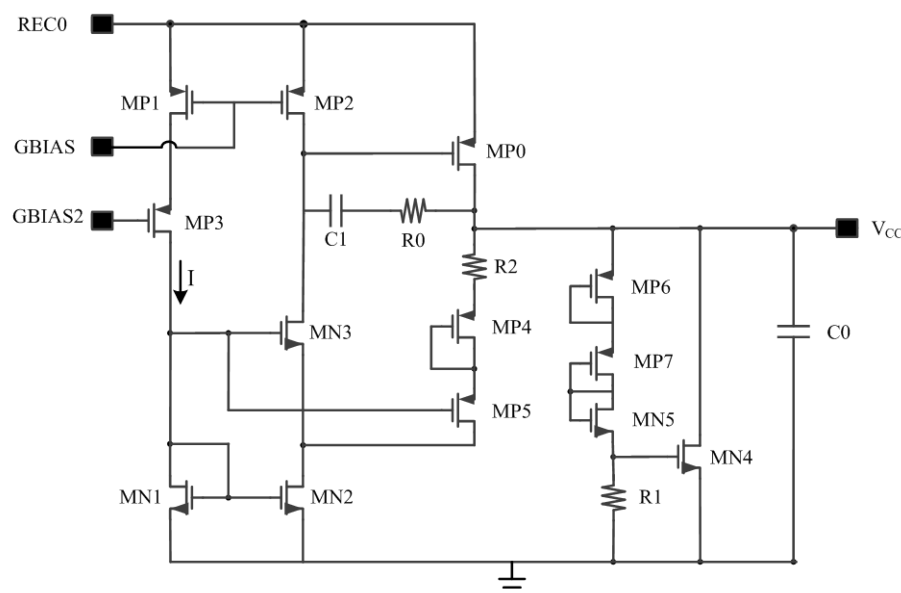 REC0
MP1
MP2
GBIAS
MP0
GBIAS2
MP3
C1
R0
VCC
R2
I
MP6
MP4
C0
MN3
MP7
MP5
MN5
MN4
MN1
MN2
R1